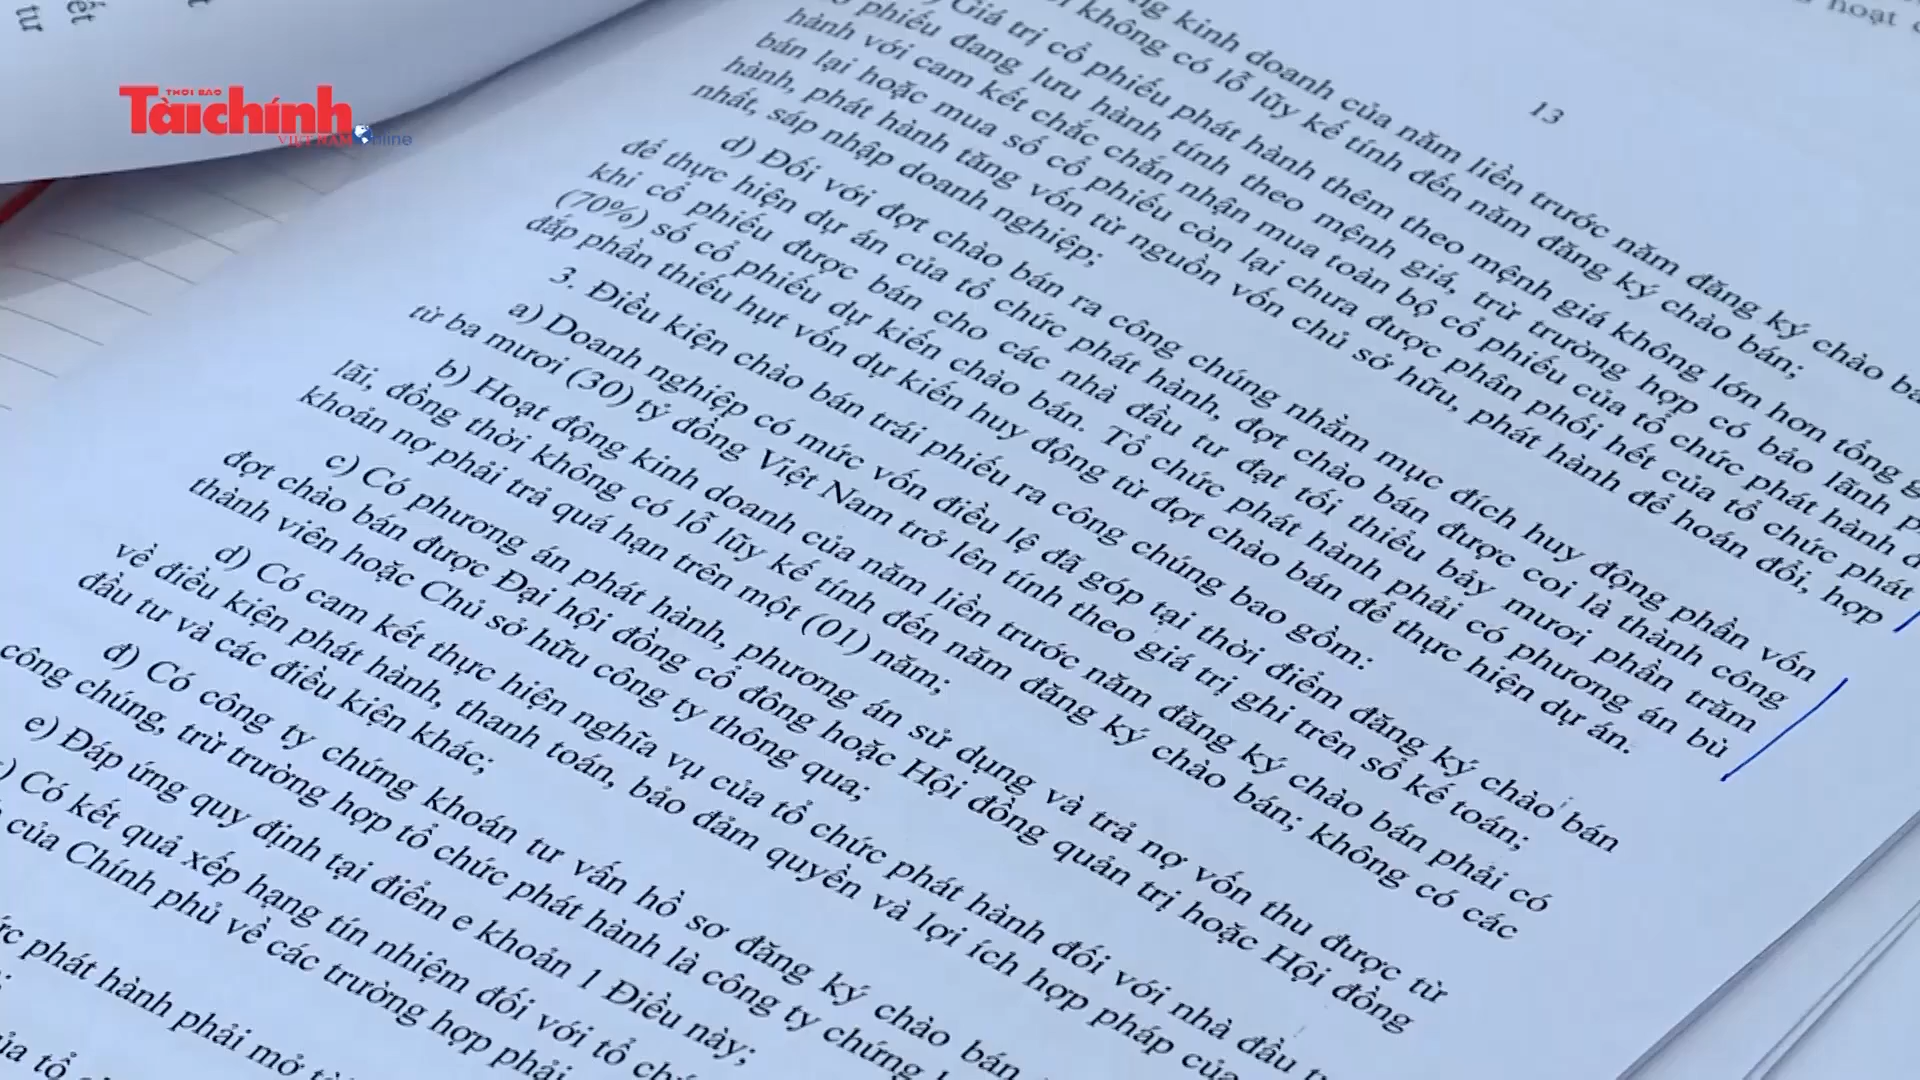 THỜI BÁO
Tàichính
VIỆT NAM Online
13
kinh doanh của năm liền trước năm đăng ký chào
không có lỗ lũy kế tính đến năm đăng ký chào bán;
Giá trị cổ phiếu phát hành thêm theo mệnh giá không lớn hơn tổng
phiếu đang lưu hành tính theo mệnh giá, trừ trường hợp có bảo lãnh
hành với cam kết chắc chắn nhận mua toàn bộ cổ phiếu của tổ chức phát hành
bán lại hoặc mua số cổ phiếu còn lại chưa được phân phối hết của tổ chức phát
hành, phát hành tăng vốn từ nguồn vốn chủ sở hữu, phát hành để hoán đổi, hợp
nhất, sáp nhập doanh nghiệp;
d) Đối với đợt chào bán ra công chúng nhằm mục đích huy động phần vốn
để thực hiện dự án của tổ chức phát hành, đợt chào bán được coi là thành công
khi cổ phiếu được bán cho các nhà đầu tư đạt tối thiểu bảy mươi phần trăm
(70%) số cổ phiếu dự kiến chào bán. Tổ chức phát hành phải có phương án bù
đắp phần thiếu hụt vốn dự kiến huy động từ đợt chào bán để thực hiện dự án.
3. Điều kiện chào bán trái phiếu ra công chúng bao gồm:
a) Doanh nghiệp có mức vốn điều lệ đã góp tại thời điểm đăng ký chào bán
từ ba mươi (30) tỷ đồng Việt Nam trở lên tính theo giá trị ghi trên sổ kế toán;
b) Hoạt động kinh doanh của năm liền trước năm đăng ký chào bán phải có
lãi, đồng thời không có lỗ lũy kế tính đến năm đăng ký chào bán; không có các
khoản nợ phải trả quá hạn trên một (01) năm;
c) Có phương án phát hành, phương án sử dụng và trả nợ vốn thu được từ
đợt chào bán được Đại hội đồng cổ đông hoặc Hội đồng quản trị hoặc Hội đồng
thành viên hoặc Chủ sở hữu công ty thông qua;
d) Có cam kết thực hiện nghĩa vụ của tổ chức phát hành đối với nhà đầu
về điều kiện phát hành, thanh toán, bảo đảm quyền và lợi ích hợp pháp của
đầu tư và các điều kiện khác;
đ) Có công ty chứng khoán tư vấn hồ sơ đăng ký chào bán
công chúng, trừ trường hợp tổ chức phát hành là công ty chứng
e) Đáp ứng quy định tại điểm e khoản 1 Điều này;
Có kết quả xếp hạng tín nhiệm đối với tổ
của Chính phủ về các trường hợp phải
phát hành phải mở